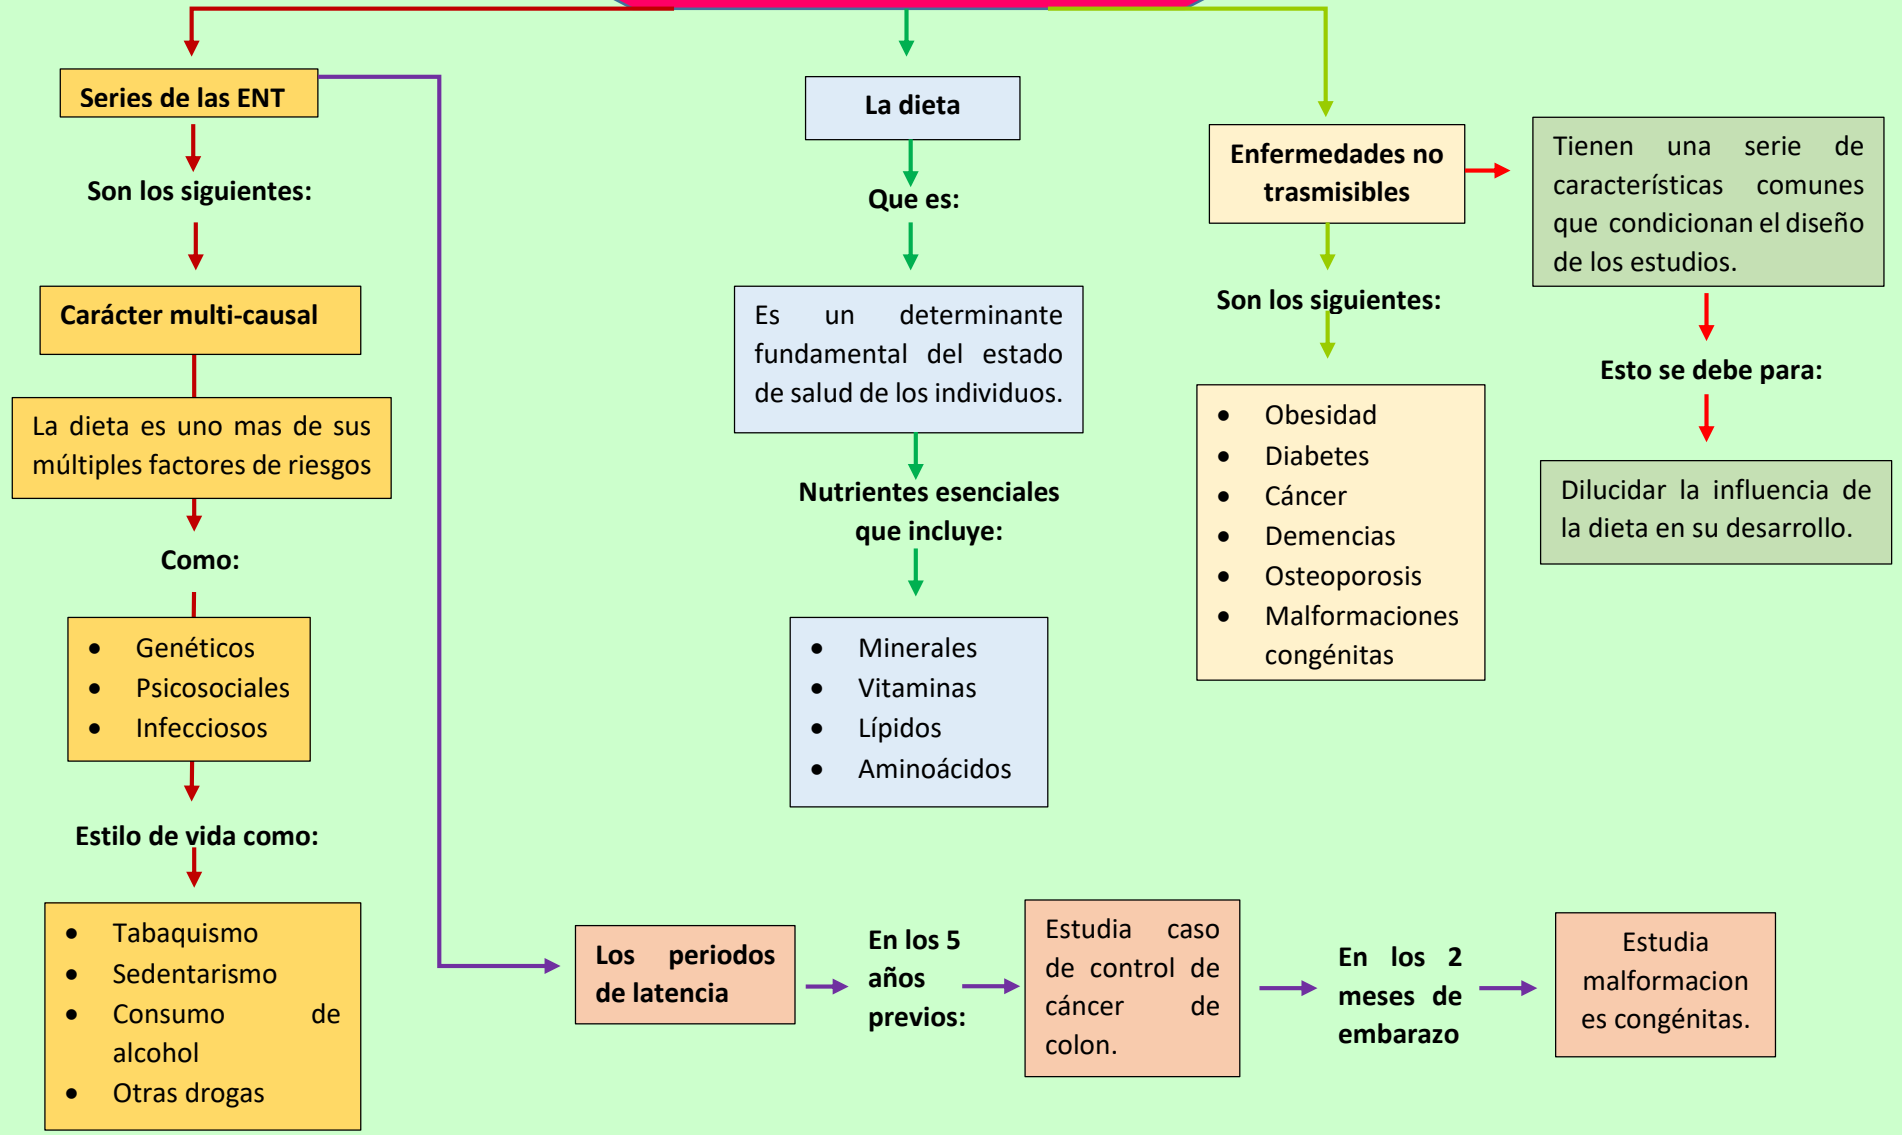 Series de las ENT
Son los siguientes:
Carácter multi-causal
La dieta es uno mas de sus
múltiples factores de riesgos
Como:
• Genéticos
• Psicosociales
• Infecciosos
Estilo de vida como:
• Tabaquismo
• Sedentarismo
• Consumo de
alcohol
• Otras drogas
La dieta
Que es:
Es un determinante
fundamental del estado
de salud de los individuos.
Nutrientes esenciales
que incluye:
• Minerales
• Vitaminas
• Lípidos
• Aminoácidos
Enfermedades no
trasmisibles
Son los siguientes:
• Obesidad
• Diabetes
• Cáncer
• Demencias
• Osteoporosis
• Malformaciones
congénitas
Tienen una serie de
características comunes
que condicionan el diseño
de los estudios.
Esto se debe para:
Dilucidar la influencia de
la dieta en su desarrollo.
Los periodos
de latencia
En los 5
años
previos:
Estudia caso
de control de
cáncer de
colon.
En los 2
meses de
embarazo
Estudia
malformacion
es congénitas.